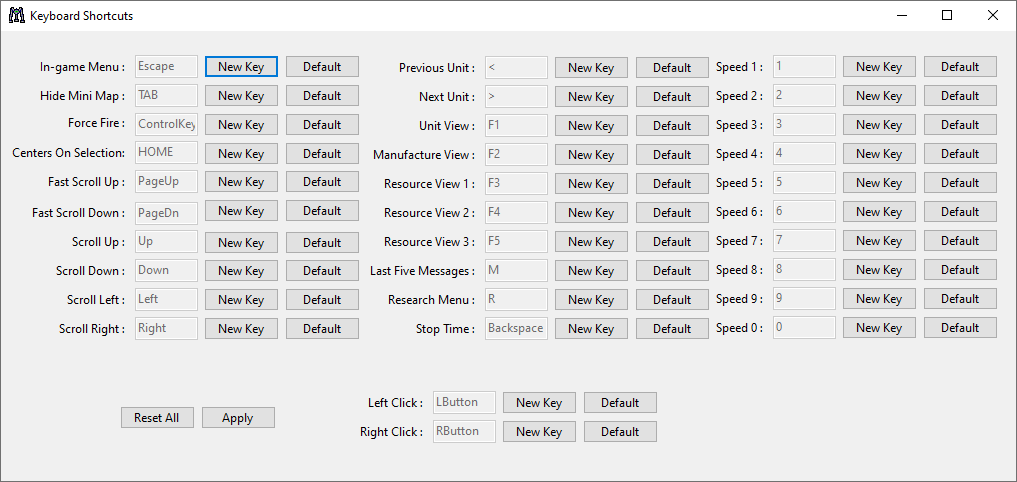 Keyboard Shortcuts
In-game Menu : Escape New Key Default
Hide Mini Map : TAB New Key Default
Force Fire : ControlKey New Key Default
Centers On Selection: HOME New Key Default
Fast Scroll Up : PageUp New Key Default
Fast Scroll Down : PageDn New Key Default
Scroll Up : Up New Key Default
Scroll Down : Down New Key Default
Scroll Left : Left New Key Default
Scroll Right : Right New Key Default
Previous Unit : < New Key Default
Next Unit : > New Key Default
Unit View : F1 New Key Default
Manufacture View : F2 New Key Default
Resource View 1 : F3 New Key Default
Resource View 2 : F4 New Key Default
Resource View 3 : F5 New Key Default
Last Five Messages : M New Key Default
Research Menu : R New Key Default
Stop Time : Backspace New Key Default
Speed 1 : 1 New Key Default
Speed 2 : 2 New Key Default
Speed 3 : 3 New Key Default
Speed 4 : 4 New Key Default
Speed 5 : 5 New Key Default
Speed 6 : 6 New Key Default
Speed 7 : 7 New Key Default
Speed 8 : 8 New Key Default
Speed 9 : 9 New Key Default
Speed 0 : 0 New Key Default
Left Click : LButton New Key Default
Right Click : RButton New Key Default
Reset All Apply